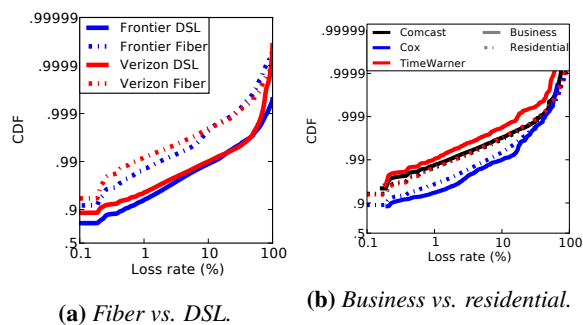 .99999
.9999
.999
.99
.9
.5
CDF
Frontier DSL
Frontier Fiber
Verizon DSL
Verizon Fiber
0.1 1 10 100
Loss rate (%)
(a) Fiber vs. DSL.
.99999
.9999
.999
.99
.9
.5
CDF
Comcast
Cox
TimeWarner
Business
Residential
0.1 1 10 100
Loss rate (%)
(b) Business vs. residential.